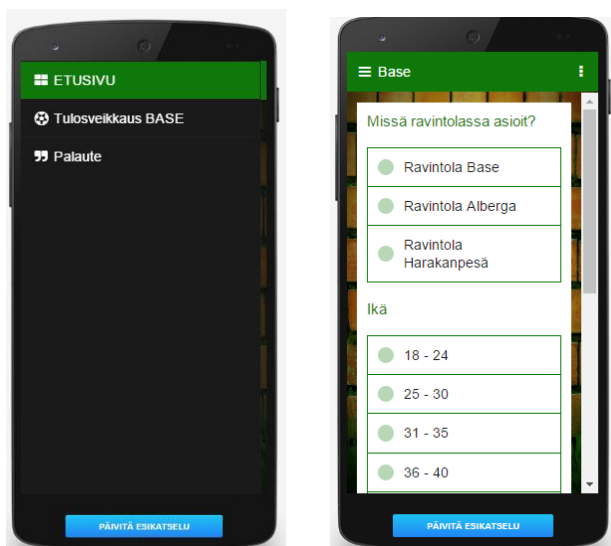 ETUSIVU
Tulosveikkaus BASE
Palaute
PÄIVITÄ ESIKATSELU
Base
Missä ravintolassa asioit?
Ravintola Base
Ravintola Alberga
Ravintola
Harakanpesä
Ikä
18 - 24
25 - 30
31 - 35
36 - 40
PÄIVITÄ ESIKATSELU